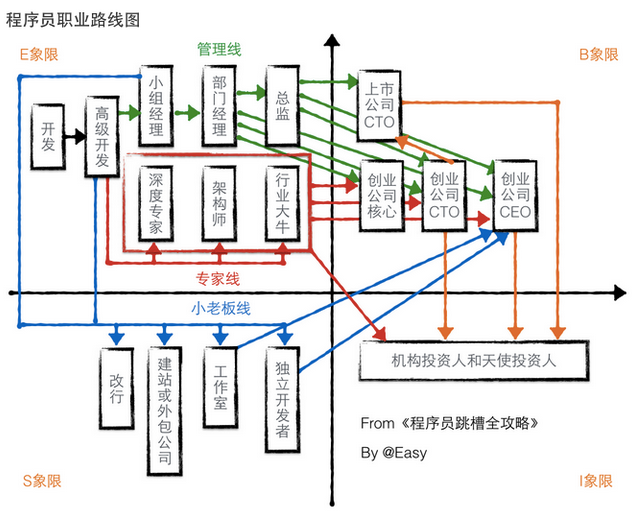 程序员职业路线图
E象限
管理线
B象限
小组经理
部门经理
总监
上市公司CTO
开发
高级开发
深度专家
架构师
行业大牛
创业公司核心
创业公司CTO
创业公司CEO
专家线
小老板线
改行
建站或外包公司
工作室
独立开发者
机构投资人和天使投资人
From《程序员跳槽全攻略》
By @Easy
S象限
I象限